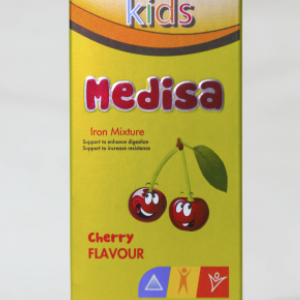 kids
Medisa
Iron Mixture
Support to enhance digestion
Support to increase resistance
Cherry
FLAVOUR